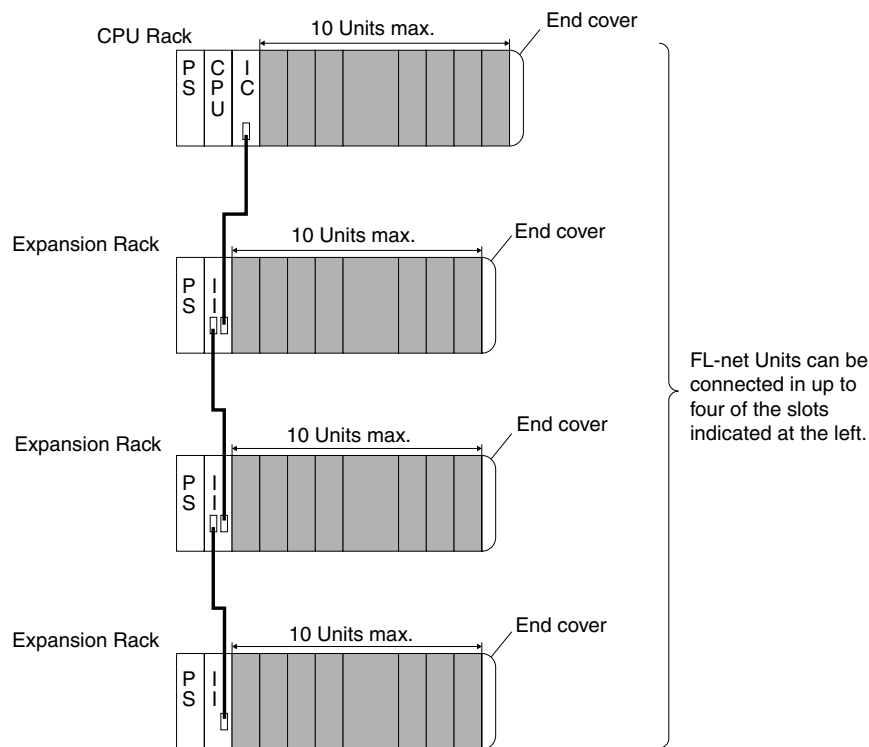 CPU Rack
10 Units max.
End cover
PS
CPU
IC
Expansion Rack
10 Units max.
End cover
PS
II
FL-net Units can be
connected in up to
four of the slots
indicated at the left.
Expansion Rack
10 Units max.
End cover
PS
II
Expansion Rack
10 Units max.
End cover
PS
II